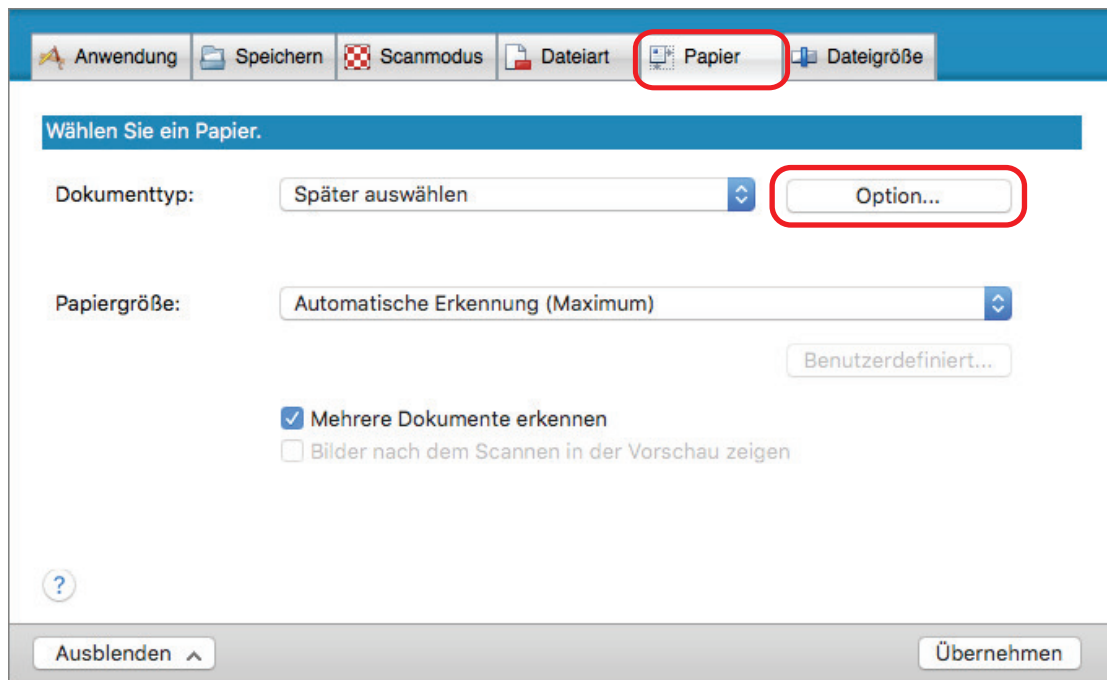 Anwendung Speichern Scanmodus Dateiart Papier Dateigröße
Wählen Sie ein Papier.
Dokumenttyp: Später auswählen Option...
Papiergröße: Automatische Erkennung (Maximum)
Benutzerdefiniert...
Mehrere Dokumente erkennen
Bilder nach dem Scannen in der Vorschau zeigen
?
Ausblenden Übernehmen